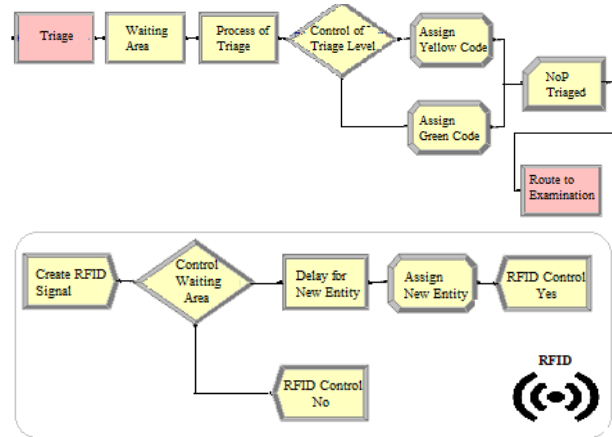 Triage
Waiting
Area
Process of
Triage
Control of
Triage Level
Assign
Yellow Code
Assign
Green Code
NoP
Triaged
Route to
Examination
Create RFID
Signal
Control
Waiting
Area
Delay for
New Entity
Assign
New Entity
RFID Control
Yes
RFID Control
No
RFID